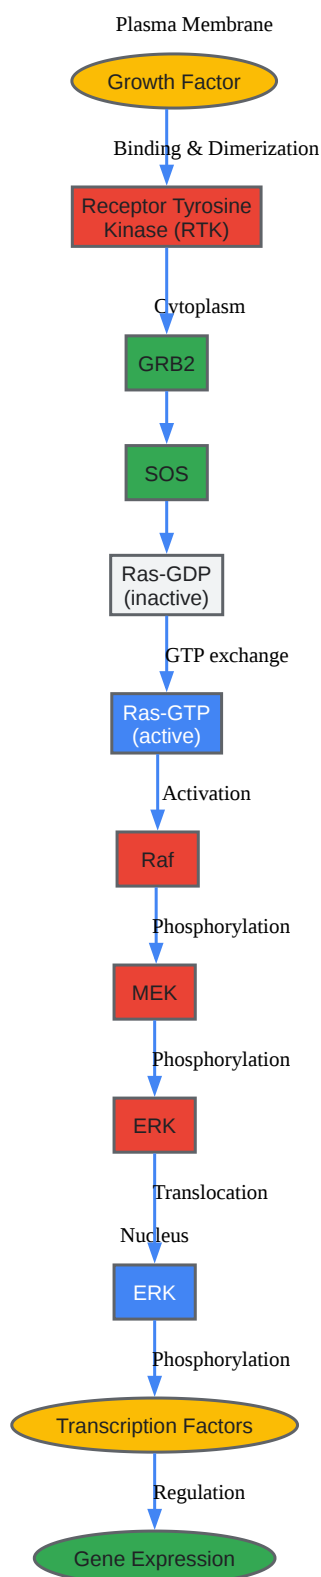 Plasma Membrane
Growth Factor
Binding & Dimerization
Receptor Tyrosine
Kinase (RTK)
Cytoplasm
GRB2
SOS
Ras-GDP
(inactive)
GTP exchange
Ras-GTP
(active)
Activation
Raf
Phosphorylation
MEK
Phosphorylation
ERK
Translocation
Nucleus
ERK
Phosphorylation
Transcription Factors
Regulation
Gene Expression